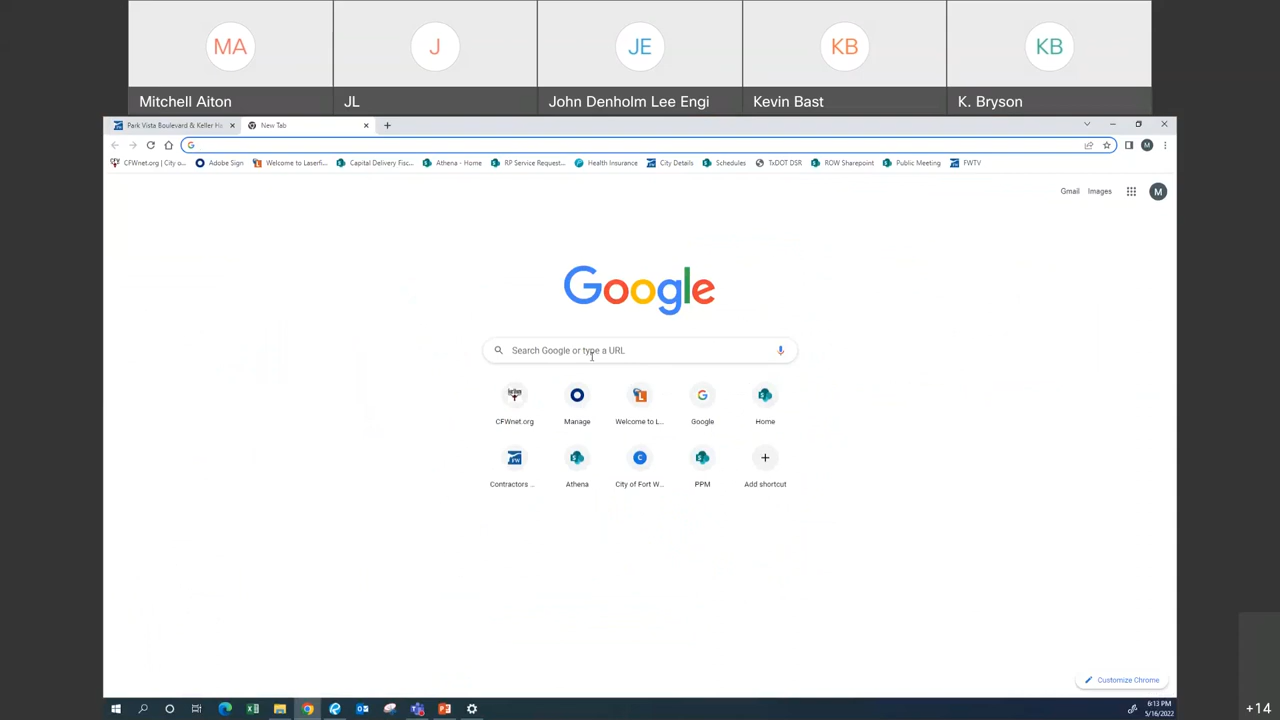 MA J JE KB KB
Mitchell Aiton JL John Denholm Lee Engi Kevin Bast K. Bryson
Park Vista Boulevard & Keller H New Tab
CFWnet.org | City o... Adobe Sign Welcome to Laserfi... Capital Delivery Fisc... Athena - Home RP Service Request... Health Insurance City Details Schedules TxDOT DSR ROW Sharepoint Public Meeting FWTV
Gmail Images M
Google
Search Google or type a URL
CFWnet.org Manage Welcome to L... Google Home
Contractors ... Athena City of Fort W... PPM Add shortcut
Customize Chrome
6:13 PM
5/16/2022
+14